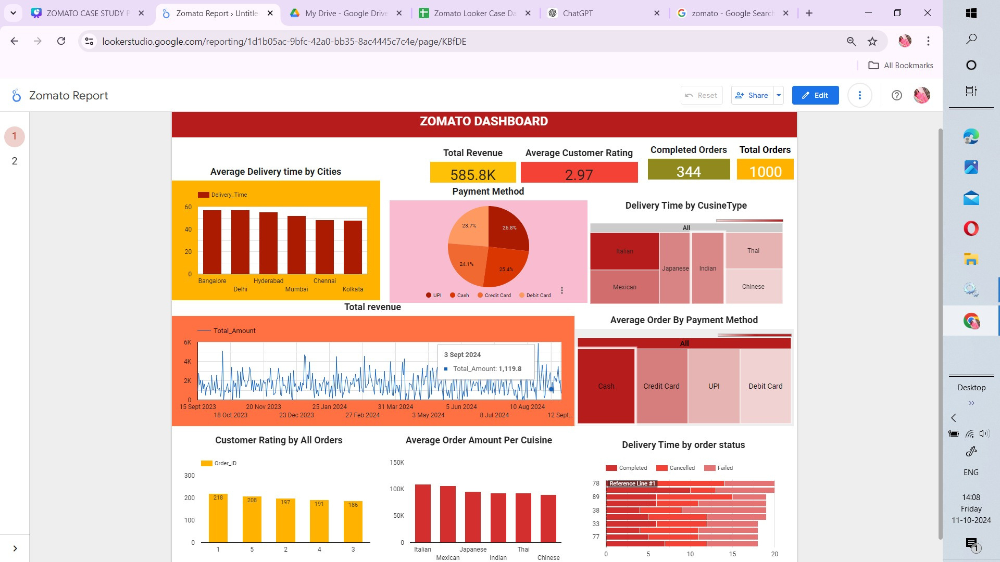 ZOMATO CASE STUDY P
Zomato Report › Untitle
My Drive - Google Drive
Zomato Looker Case Da
ChatGPT
zomato - Google Search
lookerstudio.google.com/reporting/1d1b05ac-9bfc-42a0-bb35-8ac4445c7c4e/page/KBfDE
All Bookmarks
Zomato Report
Reset
Share
Edit
1
2
ZOMATO DASHBOARD
Total Revenue
585.8K
Average Customer Rating
2.97
Completed Orders
344
Total Orders
1000
Average Delivery time by Cities
Delivery_Time
60
40
20
0
Bangalore
Delhi
Hyderabad
Mumbai
Chennai
Kolkata
Payment Method
23.7%
26.8%
24.1%
25.4%
UPI
Cash
Credit Card
Debit Card
Delivery Time by CusineType
All
Italian
Mexican
Japanese
Indian
Thai
Chinese
Total revenue
Total_Amount
6K
4K
2K
0
3 Sept 2024
Total_Amount: 1,119.8
15 Sept 2023
18 Oct 2023
20 Nov 2023
23 Dec 2023
25 Jan 2024
27 Feb 2024
31 Mar 2024
3 May 2024
5 Jun 2024
8 Jul 2024
10 Aug 2024
12 Sept...
Average Order By Payment Method
All
Cash
Credit Card
UPI
Debit Card
Customer Rating by All Orders
Order_ID
300
200
100
0
218
208
197
191
186
1
5
2
4
3
Average Order Amount Per Cuisine
150K
100K
50K
0
Italian
Mexican
Japanese
Indian
Thai
Chinese
Delivery Time by order status
Completed
Cancelled
Failed
Reference Line #1
78
89
38
33
77
0
5
10
15
20
Desktop
ENG
14:08
Friday
11-10-2024
1